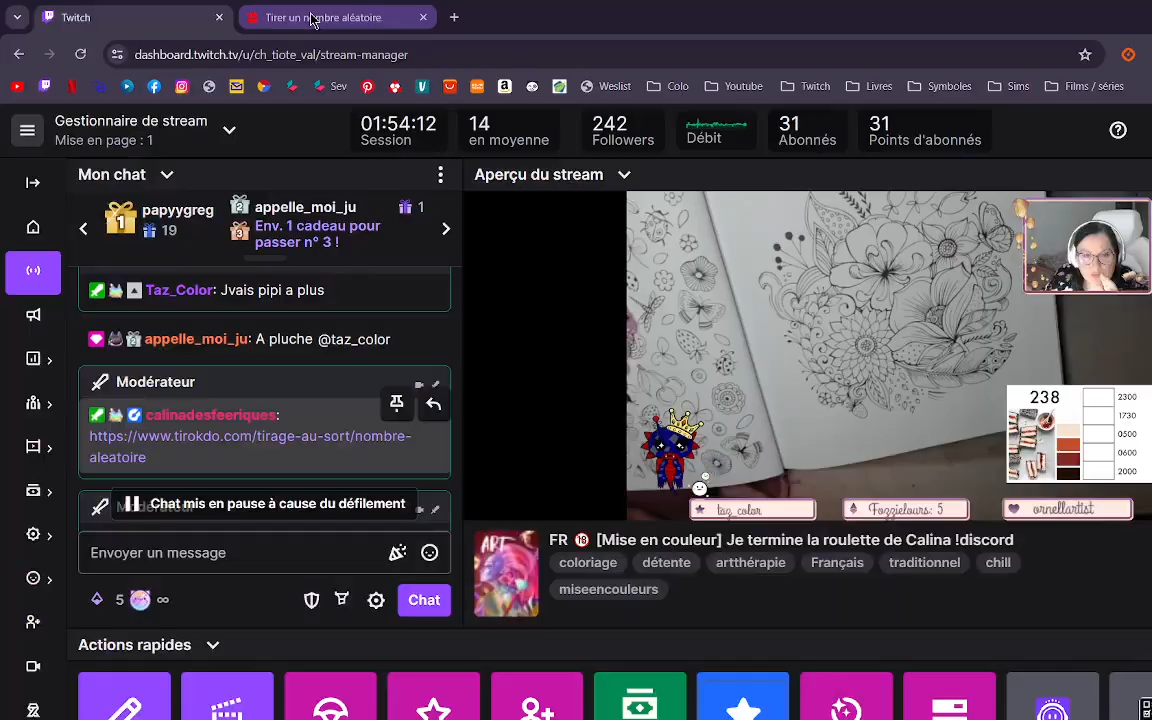 Twitch
Tirer un nombre aléatoire
dashboard.twitch.tv/u/ch_tiote_val/stream-manager
Sev
Weslist
Colo
Youtube
Twitch
Livres
Symboles
Sims
Films / séries
Gestionnaire de stream
Mise en page : 1
01:54:12
Session
14
en moyenne
242
Followers
Débit
31
Abonnés
31
Points d'abonnés
Mon chat
Aperçu du stream
1
papyygreg
19
2
appelle_moi_ju
1
3
Env. 1 cadeau pour
passer n° 3 !
Taz_Color: Jvais pipi a plus
appelle_moi_ju: A pluche @taz_color
Modérateur
calinadesfeeriques:
https://www.tirokdo.com/tirage-au-sort/nombre-
aleatoire
Modérateur
Chat mis en pause à cause du défilement
Envoyer un message
5
∞
Chat
238
2300
1730
0500
0600
2000
taz_color
Fozzielours: 5
ornellartist
ART
FR 🔞 [Mise en couleur] Je termine la roulette de Calina !discord
coloriage
détente
artthérapie
Français
traditionnel
chill
miseencouleurs
Actions rapides